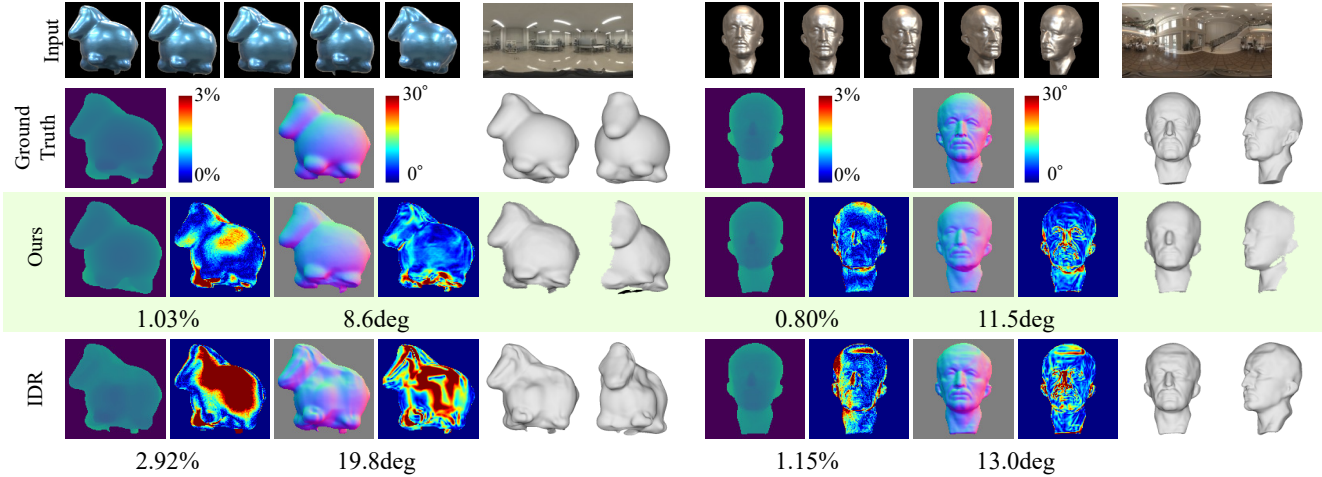 Input
Ground
Truth
3%
0%
30°
0°
3%
0%
30°
0°
Ours
1.03%
8.6deg
0.80%
11.5deg
IDR
2.92%
19.8deg
1.15%
13.0deg